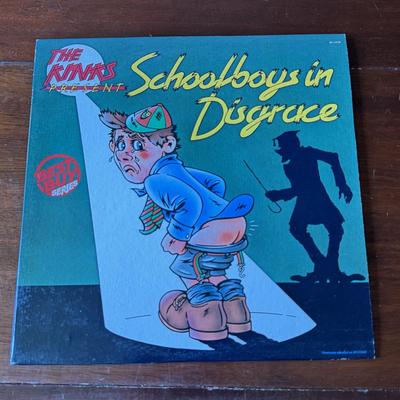 THE
KINKS
PRESENT
Schoolboys in
Disgrace
BEST
BUY
SERIES